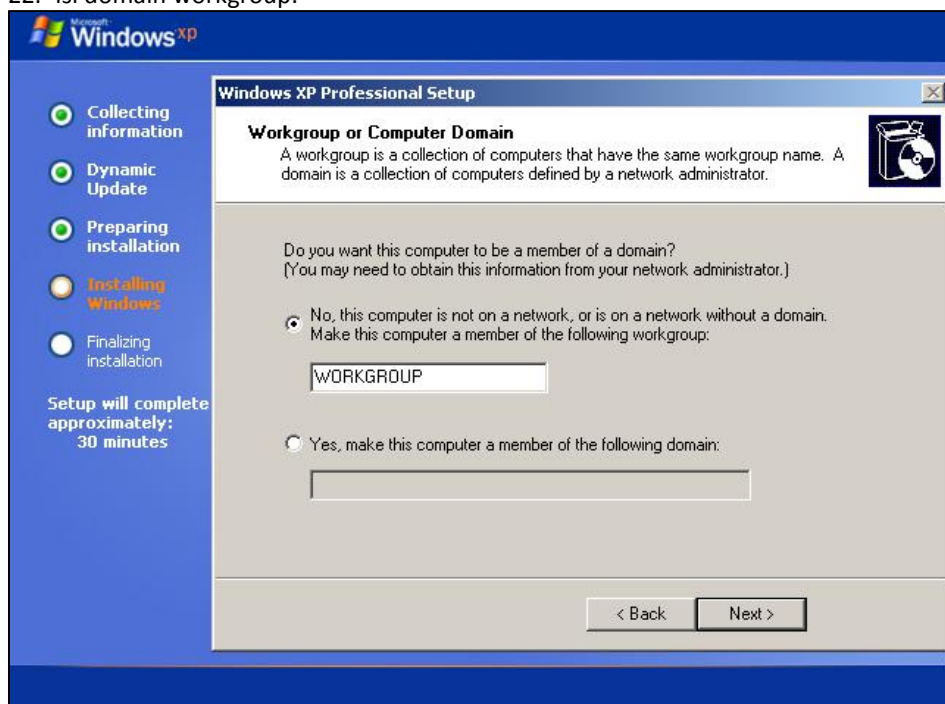 22. Isi domain workgroup.
Microsoft
Windows xp
Collecting
information
Dynamic
Update
Preparing
installation
Installing
Windows
Finalizing
installation
Setup will complete
approximately:
30 minutes
Windows XP Professional Setup
Workgroup or Computer Domain
A workgroup is a collection of computers that have the same workgroup name. A
domain is a collection of computers defined by a network administrator.
Do you want this computer to be a member of a domain?
(You may need to obtain this information from your network administrator.)
No, this computer is not on a network, or is on a network without a domain.
Make this computer a member of the following workgroup:
WORKGROUP
Yes, make this computer a member of the following domain:
< Back Next >